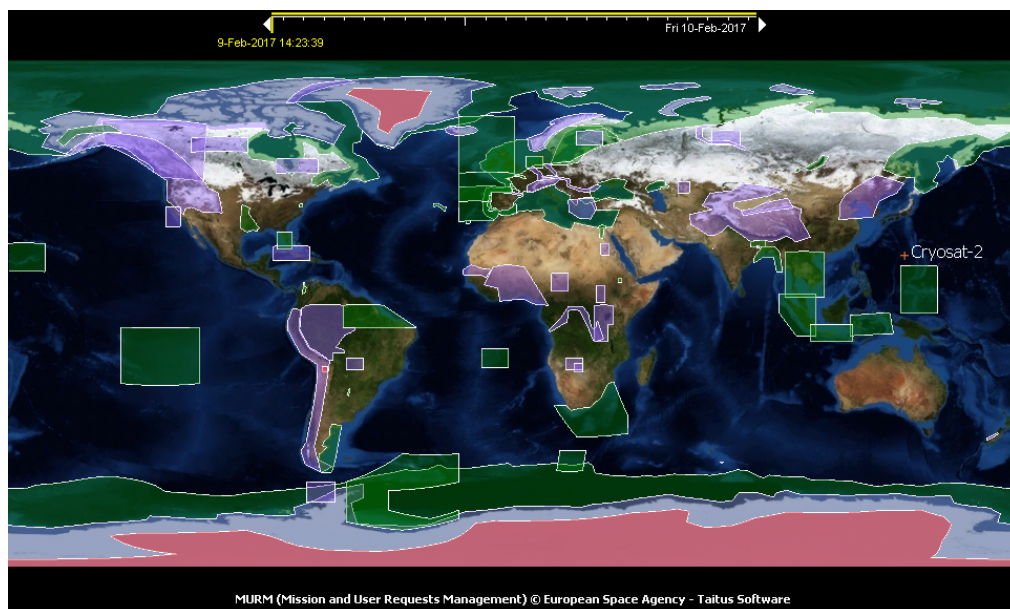 Fri 10-Feb-2017
9-Feb-2017 14:23:39
Cryosat-2
MURM (Mission and User Requests Management) © European Space Agency - Taitus Software